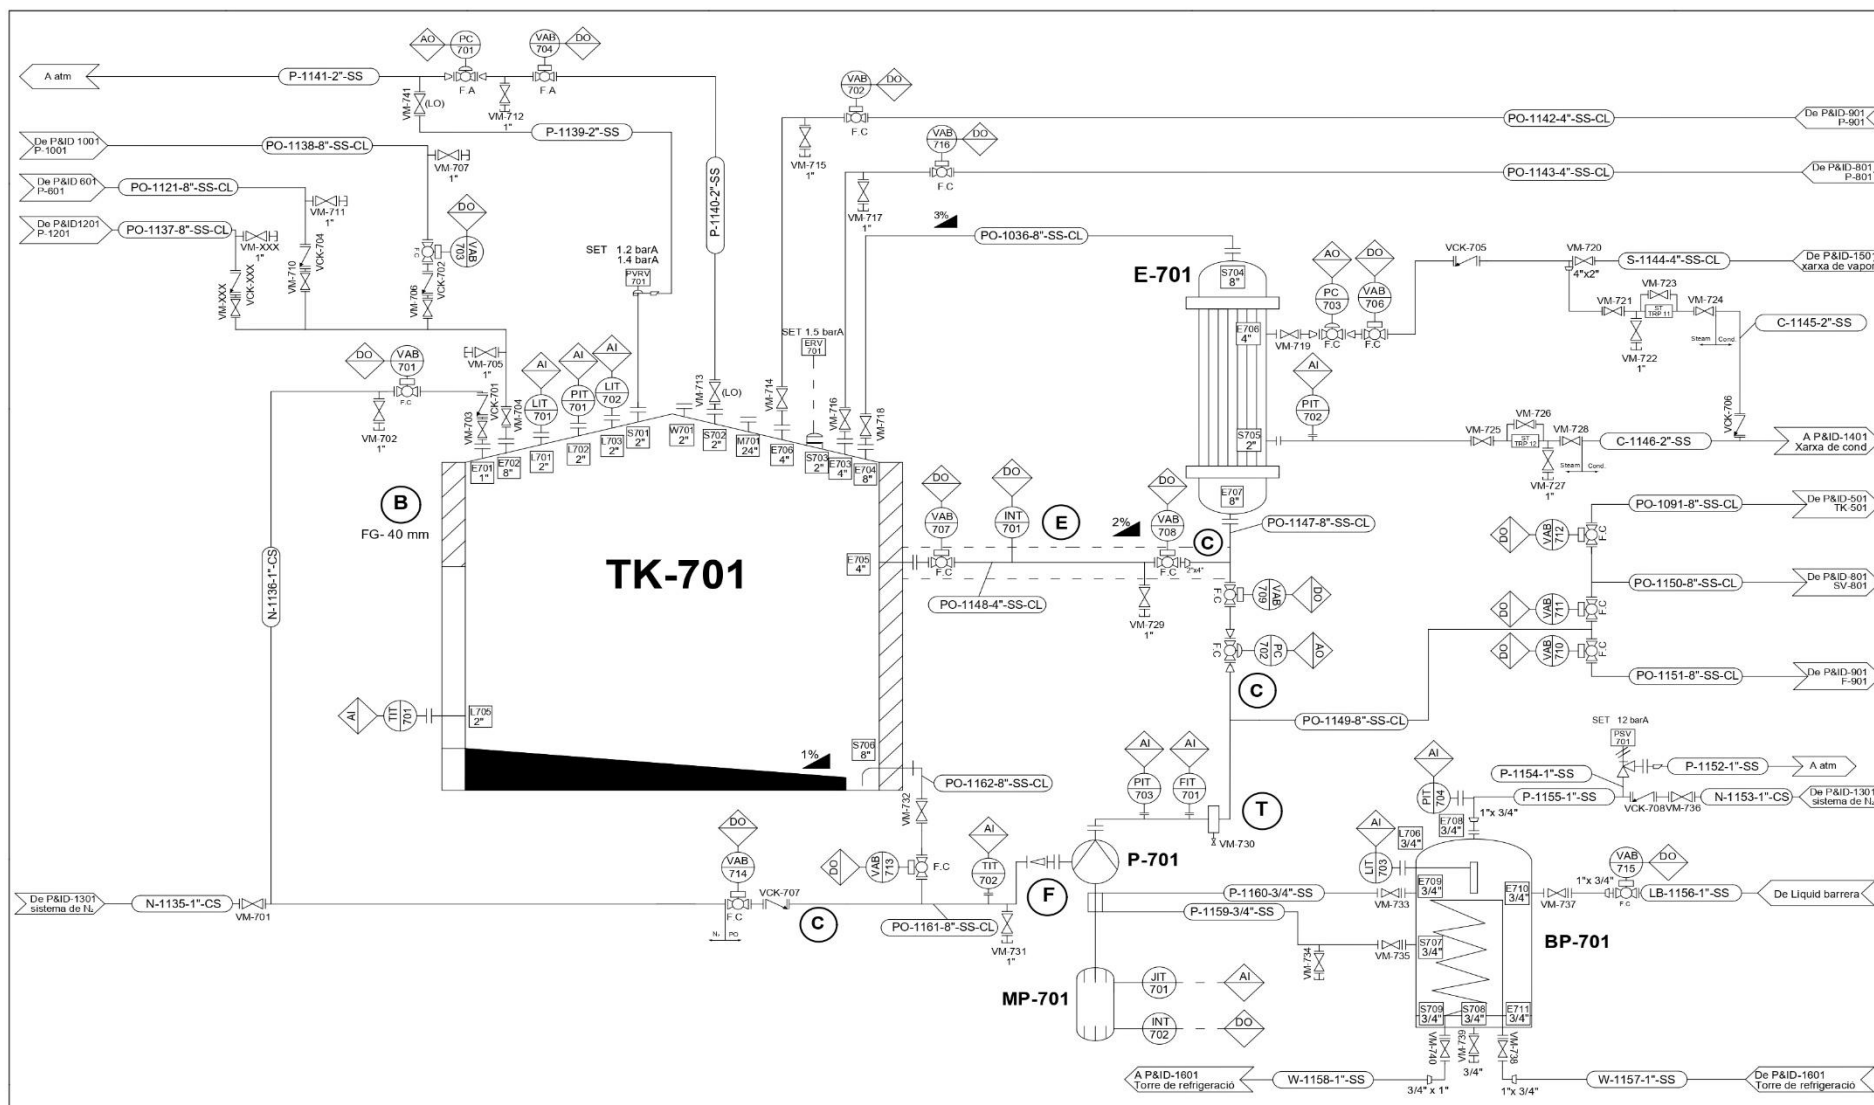 AO
PC
701
VAB
704
DO
A atm
P-1141-2"-SS
F.A
F.A
VM-741
(LO)
VM-712
1"
P-1139-2"-SS
De P&ID 1001
P-1001
PO-1138-8"-SS-CL
VM-707
1"
De P&ID 601
P-601
PO-1121-8"-SS-CL
VM-711
1"
De P&ID1201
P-1201
PO-1137-8"-SS-CL
VM-XXX
1"
VCK-704
VM-710
VCK-XXX
VM-XXX
DO
VAB
703
F.C
VCK-702
VM-706
P-1140-2"-SS
SET 1.2 barA
1.4 barA
PVRV
701
SET 1.5 barA
ERV
701
VAB
702
DO
F.C
VM-715
1"
PO-1142-4"-SS-CL
De P&ID-901
P-901
VAB
716
DO
F.C
VM-717
1"
PO-1143-4"-SS-CL
De P&ID-801
P-801
3%
PO-1036-8"-SS-CL
E-701
S704
8"
E706
4"
S705
2"
E707
8"
AO
PC
703
DO
VAB
706
VM-719
F.C
F.C
VCK-705
VM-720
4"x2"
S-1144-4"-SS-CL
De P&ID-1501
xarxa de vapor
VM-721
VM-723
ST
TRP 11
VM-724
VM-722
1"
Steam
Cond.
C-1145-2"-SS
VCK-706
AI
PIT
702
VM-725
VM-726
ST
TRP 12
VM-728
VM-727
1"
Steam
Cond.
C-1146-2"-SS
A P&ID-1401
Xarxa de cond
DO
VAB
701
F.C
VM-702
1"
VM-705
1"
VCK-701
VM-703
VM-704
AI
LIT
701
AI
PIT
701
AI
LIT
702
VM-713
(LO)
VM-714
VM-716
VM-718
E701
1"
E702
8"
L701
2"
L702
2"
L703
2"
S701
2"
W701
2"
S702
2"
M701
24"
E706
4"
S703
2"
E703
4"
E704
8"
B
FG- 40 mm
TK-701
N-1136-1"-CS
E705
4"
DO
VAB
707
F.C
DO
INT
701
E
2%
DO
VAB
708
F.C
2"x4"
C
PO-1147-8"-SS-CL
PO-1148-4"-SS-CL
VM-729
1"
F.C
VAB
709
DO
F.C
PC
702
AO
C
PO-1149-8"-SS-CL
DO
VAB
712
F.C
PO-1091-8"-SS-CL
De P&ID-501
TK-501
DO
VAB
711
F.C
PO-1150-8"-SS-CL
De P&ID-801
SV-801
DO
VAB
710
F.C
PO-1151-8"-SS-CL
De P&ID-901
F-901
AI
TIT
701
L705
2"
1%
S706
8"
PO-1162-8"-SS-CL
VM-732
DO
VAB
713
F.C
AI
TIT
702
AI
PIT
703
AI
FIT
701
T
VM-730
P-701
F
De P&ID-1301
sistema de N₂
N-1135-1"-CS
VM-701
DO
VAB
714
F.C
N₂
PO
VCK-707
C
PO-1161-8"-SS-CL
VM-731
1"
MP-701
JIT
701
AI
INT
702
DO
P-1160-3/4"-SS
VM-733
P-1159-3/4"-SS
VM-734
VM-735
SET 12 barA
PSV
701
P-1152-1"-SS
A atm
P-1154-1"-SS
AI
PIT
704
P-1155-1"-SS
VCK-708
VM-736
N-1153-1"-CS
De P&ID-1301
sistema de N₂
1"x 3/4"
E708
3/4"
AI
LIT
703
L706
3/4"
E709
3/4"
E710
3/4"
VM-737
1"x 3/4"
VAB
715
DO
F.C
LB-1156-1"-SS
De Líquid barrera
BP-701
S707
3/4"
S709
3/4"
S708
3/4"
E711
3/4"
VM-740
VM-739
3/4"
VM-738
A P&ID-1601
Torre de refrigeració
W-1158-1"-SS
3/4" x 1"
1"x 3/4"
W-1157-1"-SS
De P&ID-1601
Torre de refrigeració